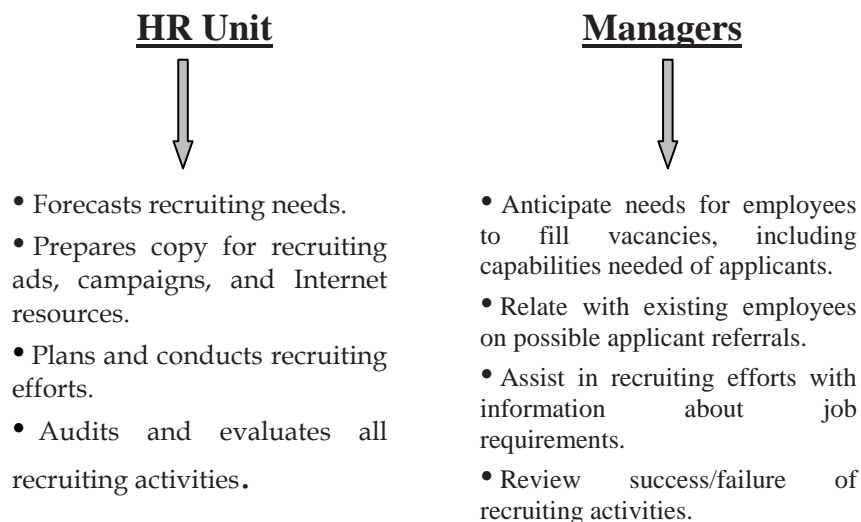 HR Unit
• Forecasts recruiting needs.
• Prepares copy for recruiting
ads, campaigns, and Internet
resources.
• Plans and conducts recruiting
efforts.
• Audits and evaluates all
recruiting activities.
Managers
• Anticipate needs for employees
to fill vacancies, including
capabilities needed of applicants.
• Relate with existing employees
on possible applicant referrals.
• Assist in recruiting efforts with
information about job
requirements.
• Review success/failure of
recruiting activities.